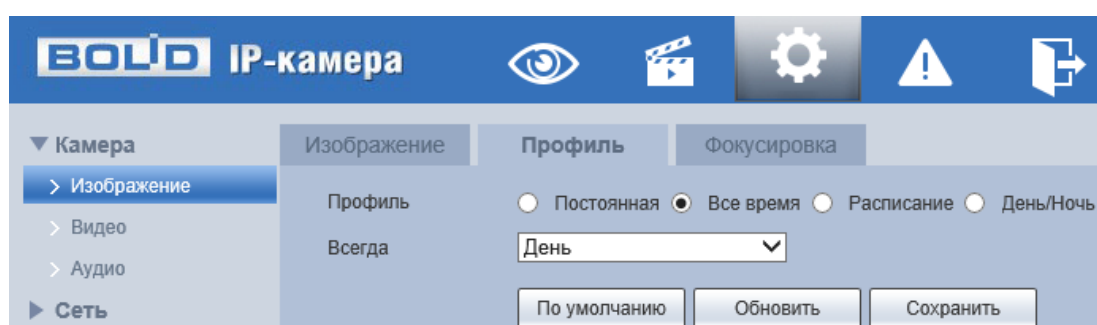 BOLID IP-камера
Камера
Изображение
Видео
Аудио
Сеть
Изображение Профиль Фокусировка
Профиль Постоянная Все время Расписание День/Ночь
Всегда День
По умолчанию Обновить Сохранить